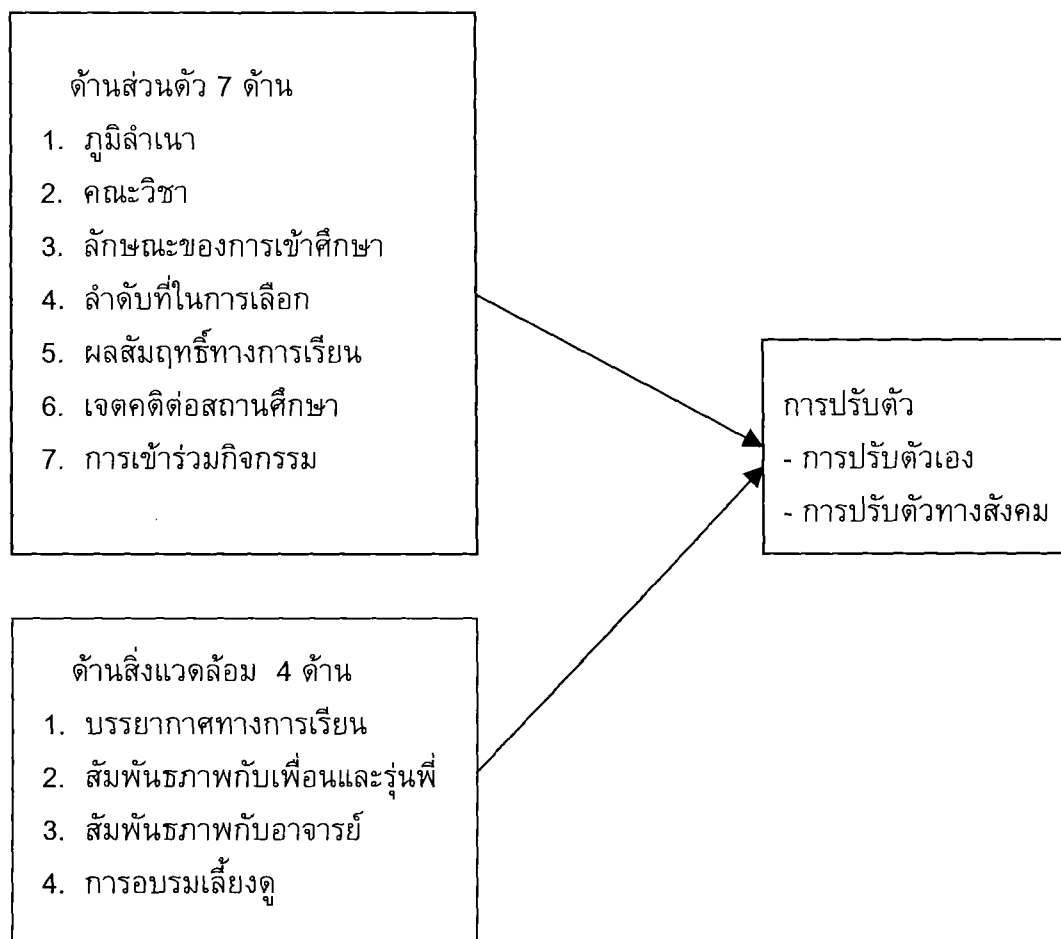 ด้านส่วนตัว 7 ด้าน
1. ภูมิลำเนา
2. คณะวิชา
3. ลักษณะของการเข้าศึกษา
4. ลำดับที่ในการเลือก
5. ผลสัมฤทธิ์ทางการเรียน
6. เจตคติต่อสถานศึกษา
7. การเข้าร่วมกิจกรรม
การปรับตัว
- การปรับตัวเอง
- การปรับตัวทางสังคม
ด้านสิ่งแวดล้อม 4 ด้าน
1. บรรยากาศทางการเรียน
2. สัมพันธภาพกับเพื่อนและรุ่นพี่
3. สัมพันธภาพกับอาจารย์
4. การอบรมเลี้ยงดู